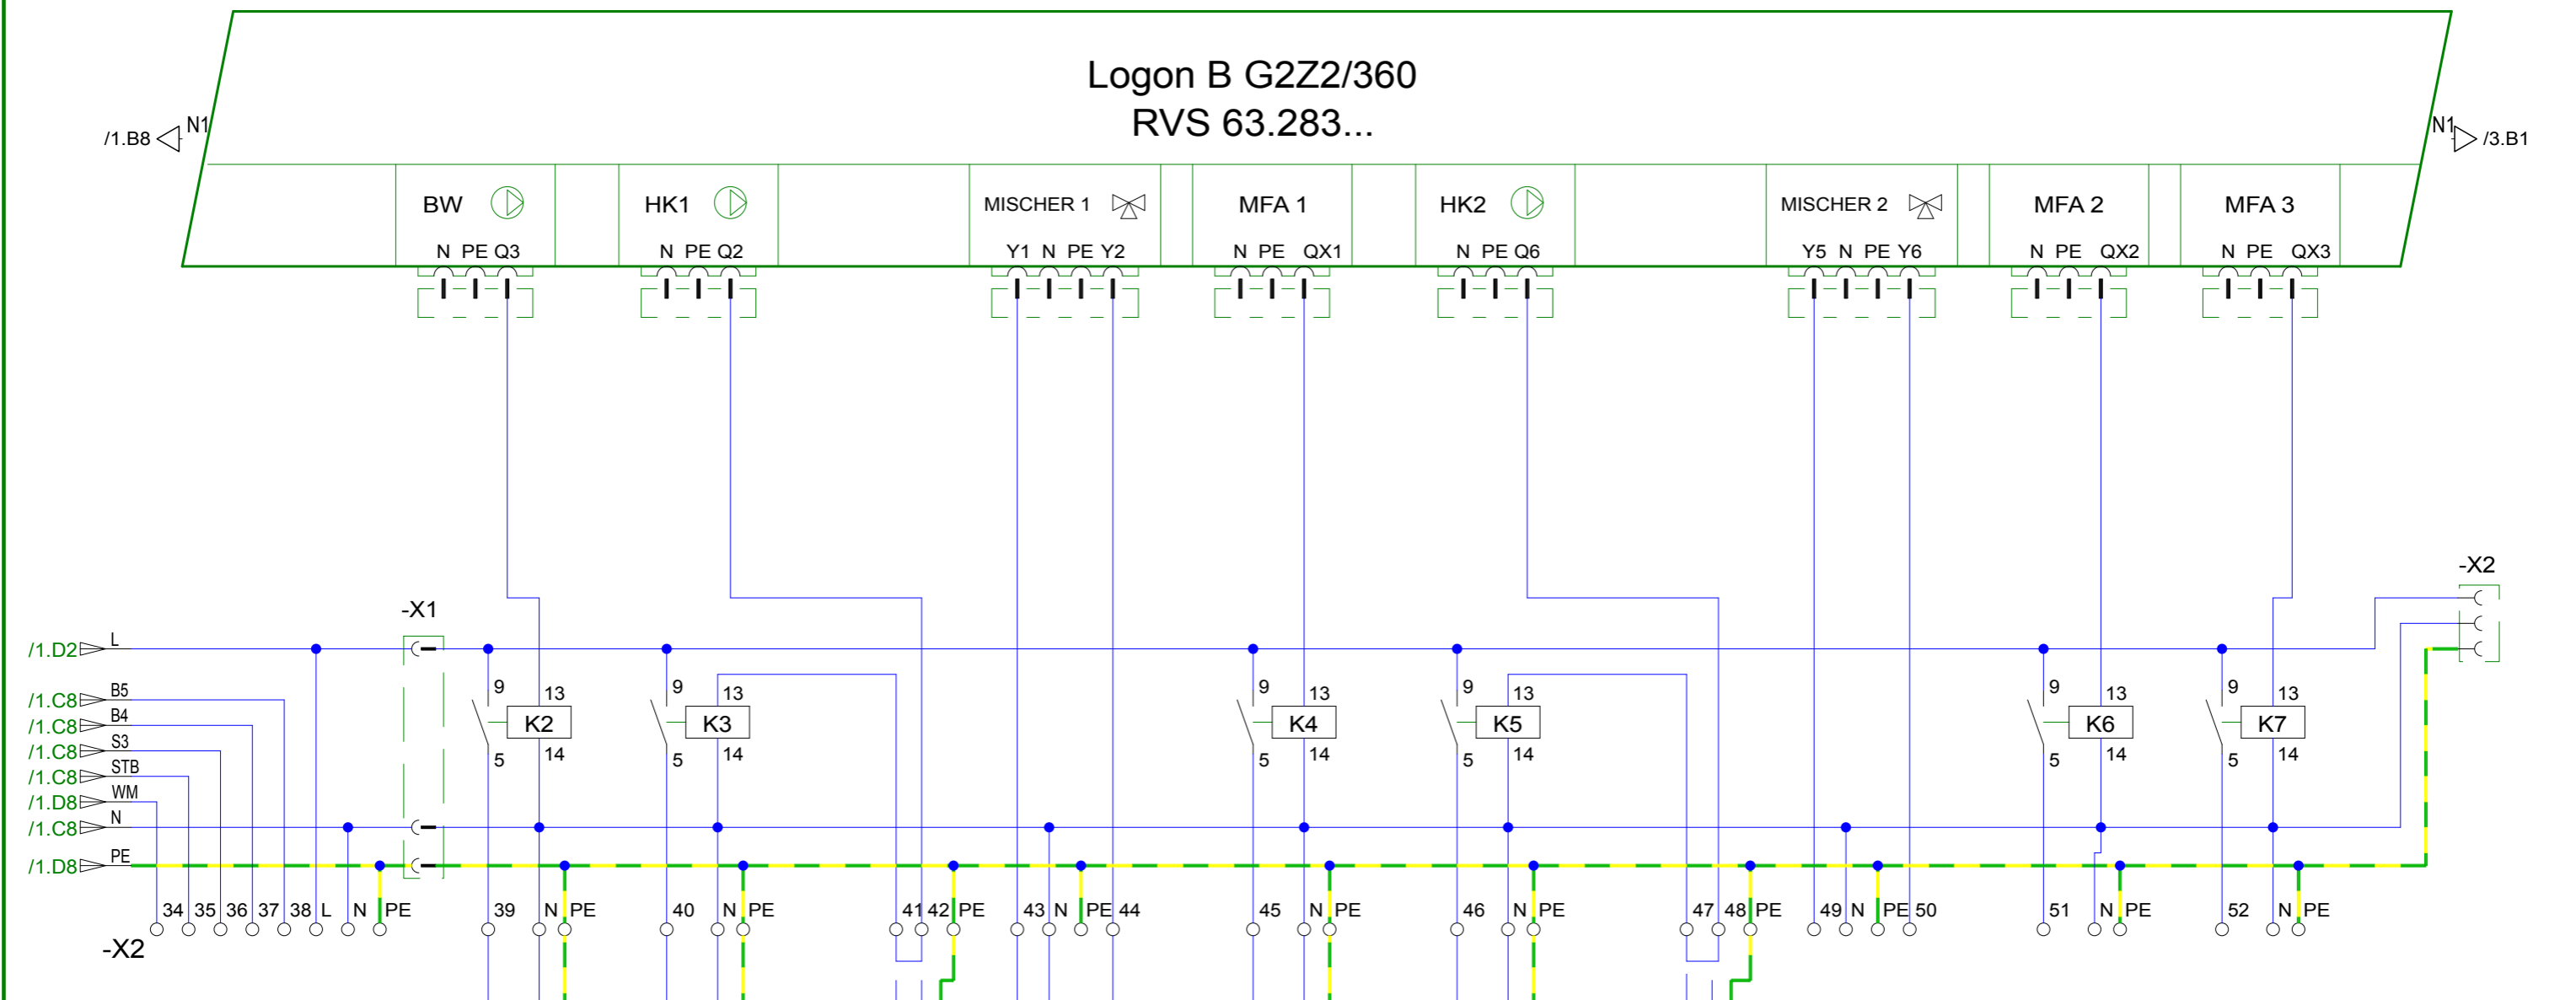 Logon B G2Z2/360
RVS 63.283...
/1.B8 N1
N1 /3.B1
BW HK1 MISCHER 1 MFA 1 HK2 MISCHER 2 MFA 2 MFA 3
N PE Q3 N PE Q2 Y1 N PE Y2 N PE QX1 N PE Q6 Y5 N PE Y6 N PE QX2 N PE QX3
-X2
-X1
/1.D2 L
/1.C8 B5
/1.C8 B4
/1.C8 S3
/1.C8 STB
/1.D8 WM
/1.C8 N
/1.D8 PE
9 13 9 13 9 13 9 13 9 13 9 13
K2 K3 K4 K5 K6 K7
5 14 5 14 5 14 5 14 5 14 5 14
34 35 36 37 38 L N PE 39 N PE 40 N PE 41 42 PE 43 N PE 44 45 N PE 46 N PE 47 48 PE 49 N PE 50 51 N PE 52 N PE
-X2